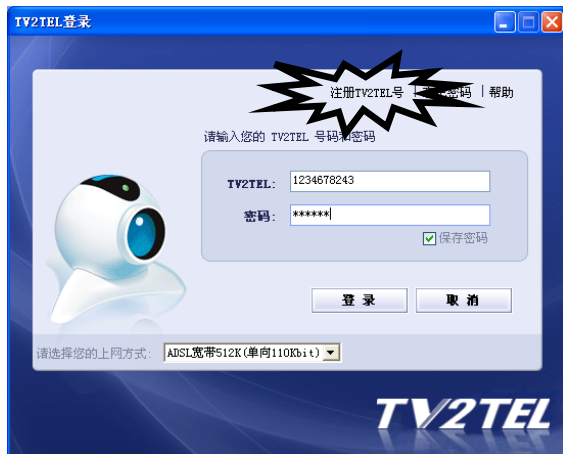 TV2TEL登录
注册TV2TEL号 | 密码 | 帮助
请输入您的 TV2TEL 号码和密码
TV2TEL: 1234678243
密码: ******
保存密码
登 录 取 消
请选择您的上网方式: ADSL宽带512K(单向110Kbit)
TV2TEL